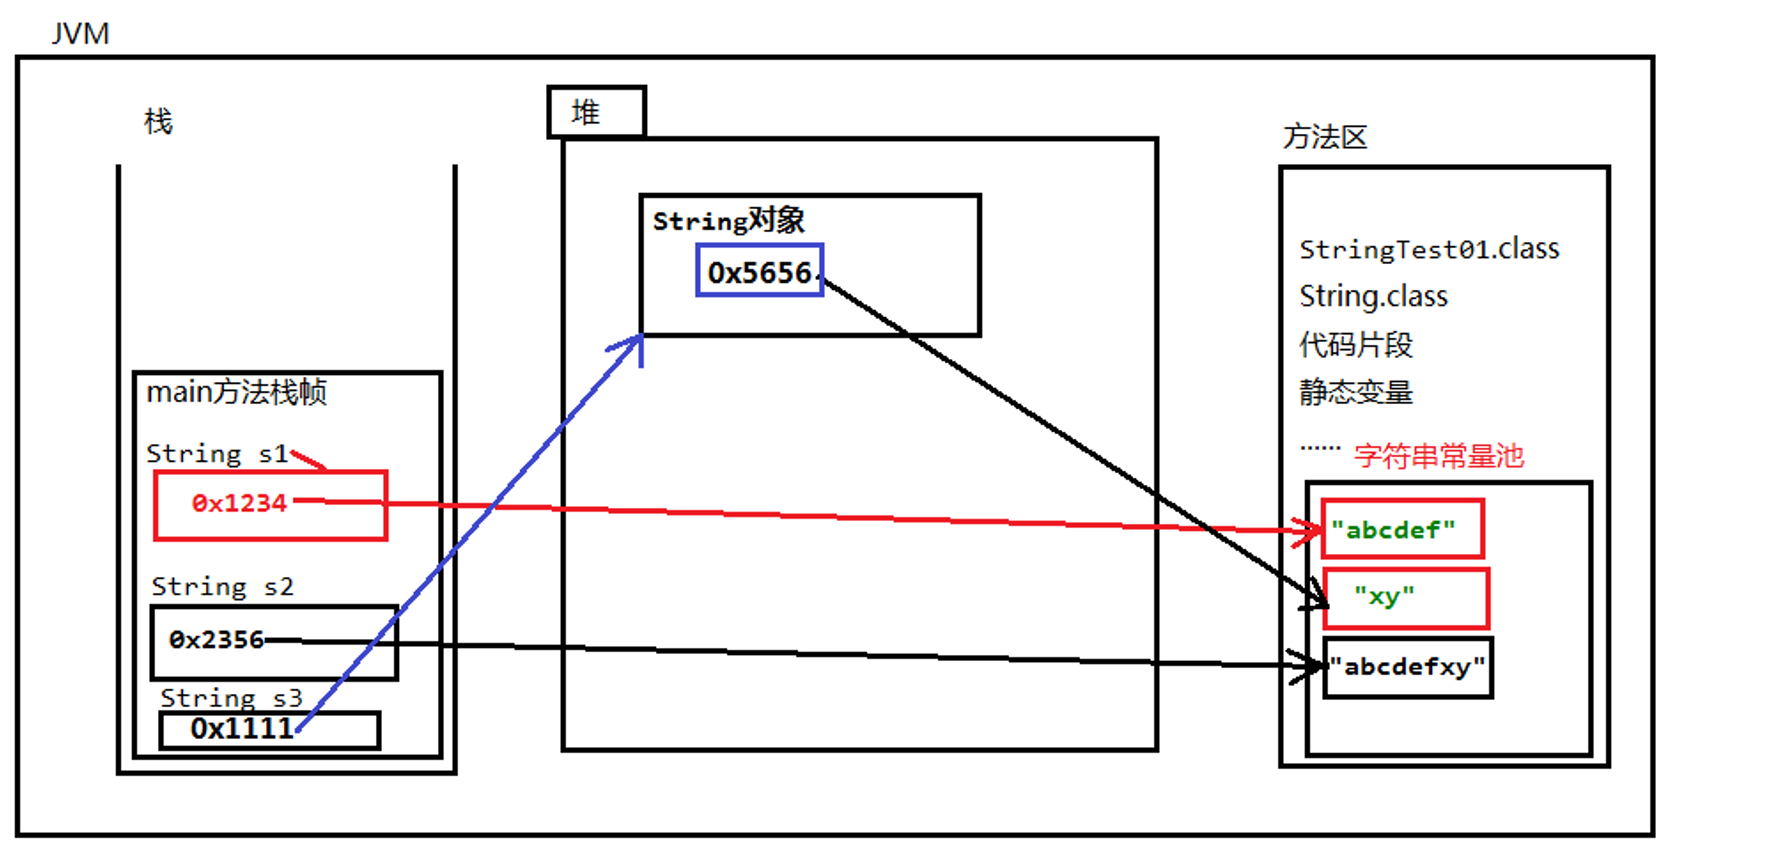 JVM
栈
堆
方法区
String对象
0x5656
StringTest01.class
String.class
代码片段
静态变量
······ 字符串常量池
main方法栈帧
String s1
0x1234
"abcdef"
String s2
"xy"
0x2356
"abcdefxy"
String s3
0x1111